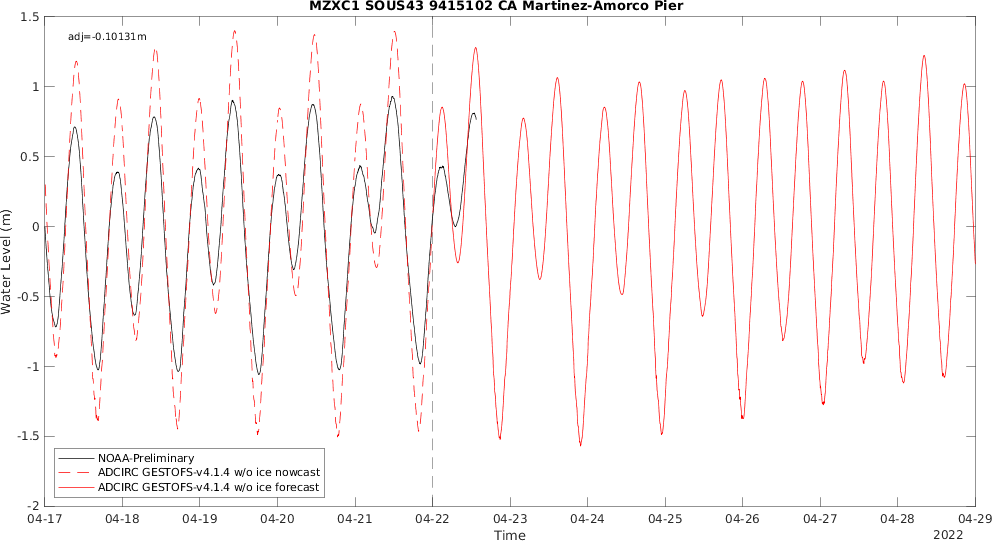 MZXC1 SOUS43 9415102 CA Martinez-Amorco Pier
adj=-0.10131m
Water Level (m)
1.5
1
0.5
0
-0.5
-1
-1.5
-2
NOAA-Preliminary
ADCIRC GESTOFS-v4.1.4 w/o ice nowcast
ADCIRC GESTOFS-v4.1.4 w/o ice forecast
04-17 04-18 04-19 04-20 04-21 04-22 04-23 04-24 04-25 04-26 04-27 04-28 04-29
Time
2022